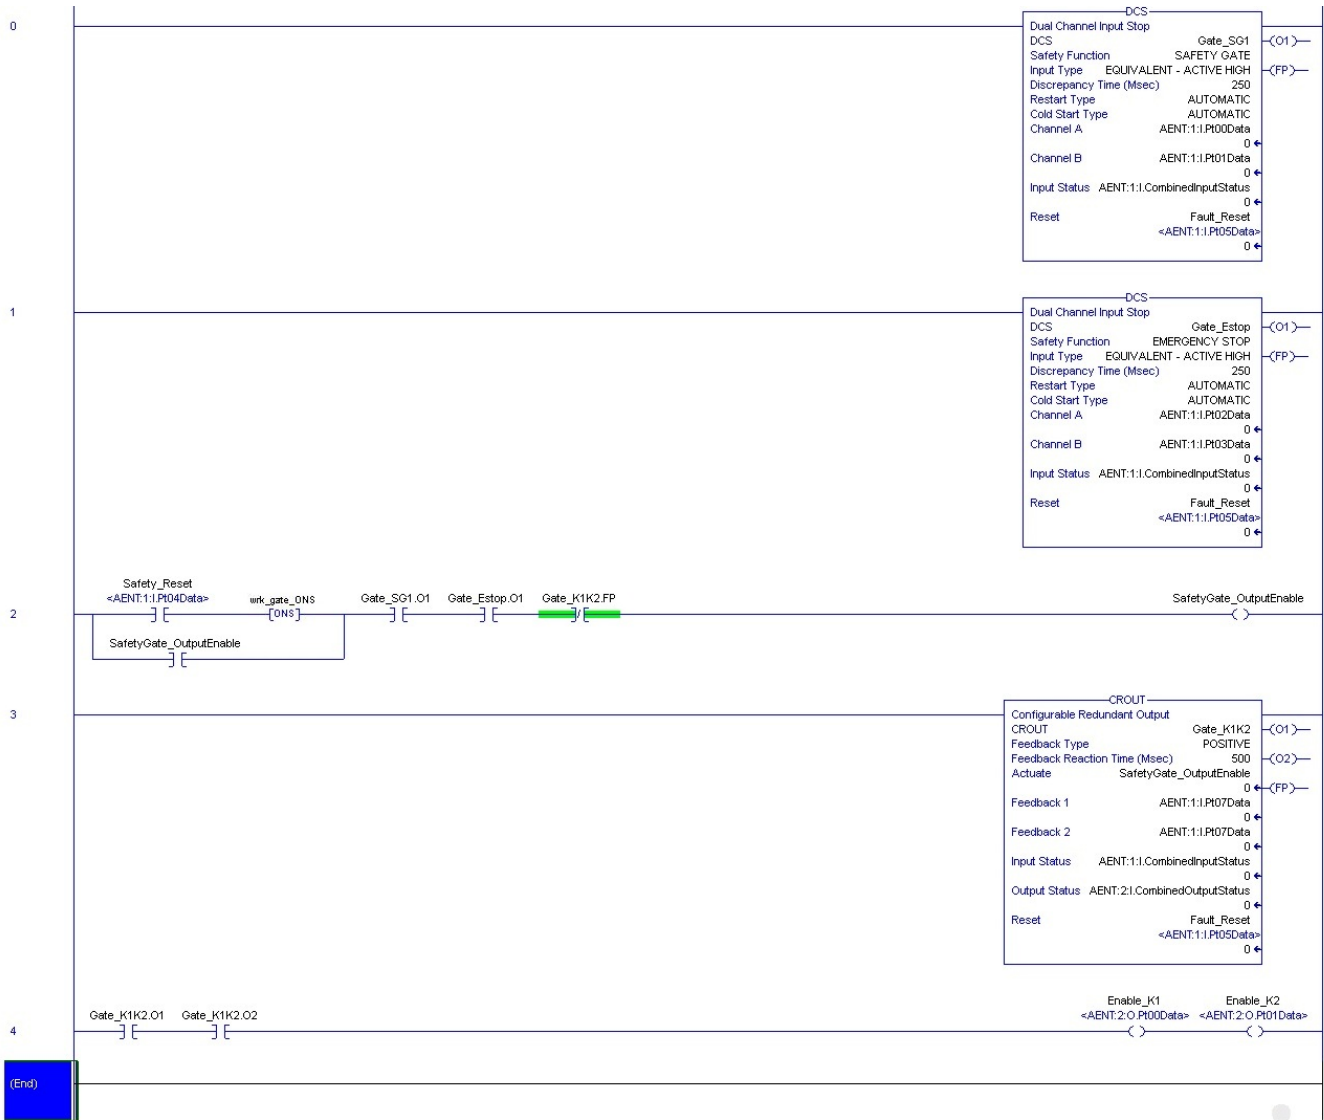 0
DCS
Dual Channel Input Stop
DCS Gate_SG1 (O1)
Safety Function SAFETY GATE
Input Type EQUIVALENT - ACTIVE HIGH (FP)
Discrepancy Time (Msec) 250
Restart Type AUTOMATIC
Cold Start Type AUTOMATIC
Channel A AENT:1:I.Pt00Data
0
Channel B AENT:1:I.Pt01Data
0
Input Status AENT:1:I.CombinedInputStatus
0
Reset Fault_Reset
<AENT:1:I.Pt05Data>
0
1
DCS
Dual Channel Input Stop
DCS Gate_Estop (O1)
Safety Function EMERGENCY STOP
Input Type EQUIVALENT - ACTIVE HIGH (FP)
Discrepancy Time (Msec) 250
Restart Type AUTOMATIC
Cold Start Type AUTOMATIC
Channel A AENT:1:I.Pt02Data
0
Channel B AENT:1:I.Pt03Data
0
Input Status AENT:1:I.CombinedInputStatus
0
Reset Fault_Reset
<AENT:1:I.Pt05Data>
0
Safety_Reset
<AENT:1:I.Pt04Data> wrk_gate_ONS Gate_SG1.O1 Gate_Estop.O1 Gate_K1K2.FP SafetyGate_OutputEnable
2 [ONS]
SafetyGate_OutputEnable
3
CROUT
Configurable Redundant Output
CROUT Gate_K1K2 (O1)
Feedback Type POSITIVE
Feedback Reaction Time (Msec) 500 (O2)
Actuate SafetyGate_OutputEnable
0 (FP)
Feedback 1 AENT:1:I.Pt07Data
0
Feedback 2 AENT:1:I.Pt07Data
0
Input Status AENT:1:I.CombinedInputStatus
0
Output Status AENT:2:I.CombinedOutputStatus
0
Reset Fault_Reset
<AENT:1:I.Pt05Data>
0
Enable_K1 Enable_K2
Gate_K1K2.O1 Gate_K1K2.O2 <AENT:2:O.Pt00Data> <AENT:2:O.Pt01Data>
4
(End)